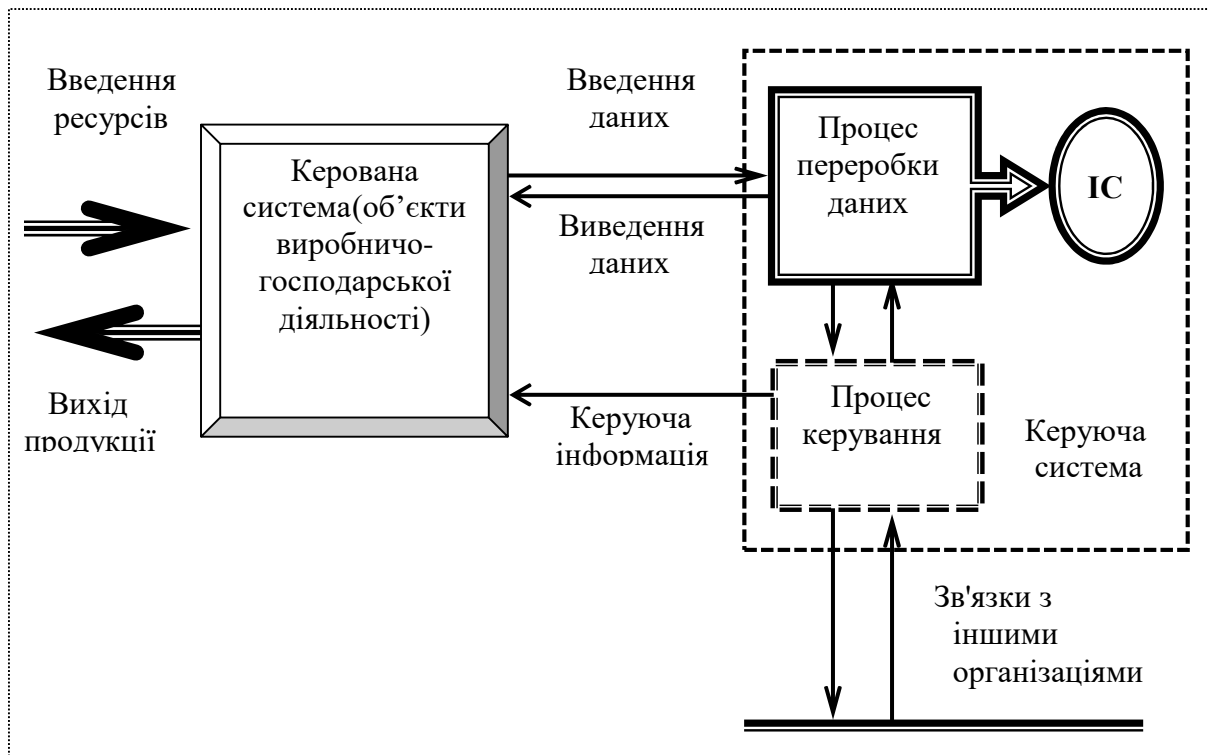 Введення
ресурсів
Керована
система(об’єкти
виробничо-
господарської
діяльності)
Вихід
продукції
Введення
даних
Виведення
даних
Керуюча
інформація
Процес
переробки
даних
ІС
Процес
керування
Керуюча
система
Зв'язки з
іншими
організаціями